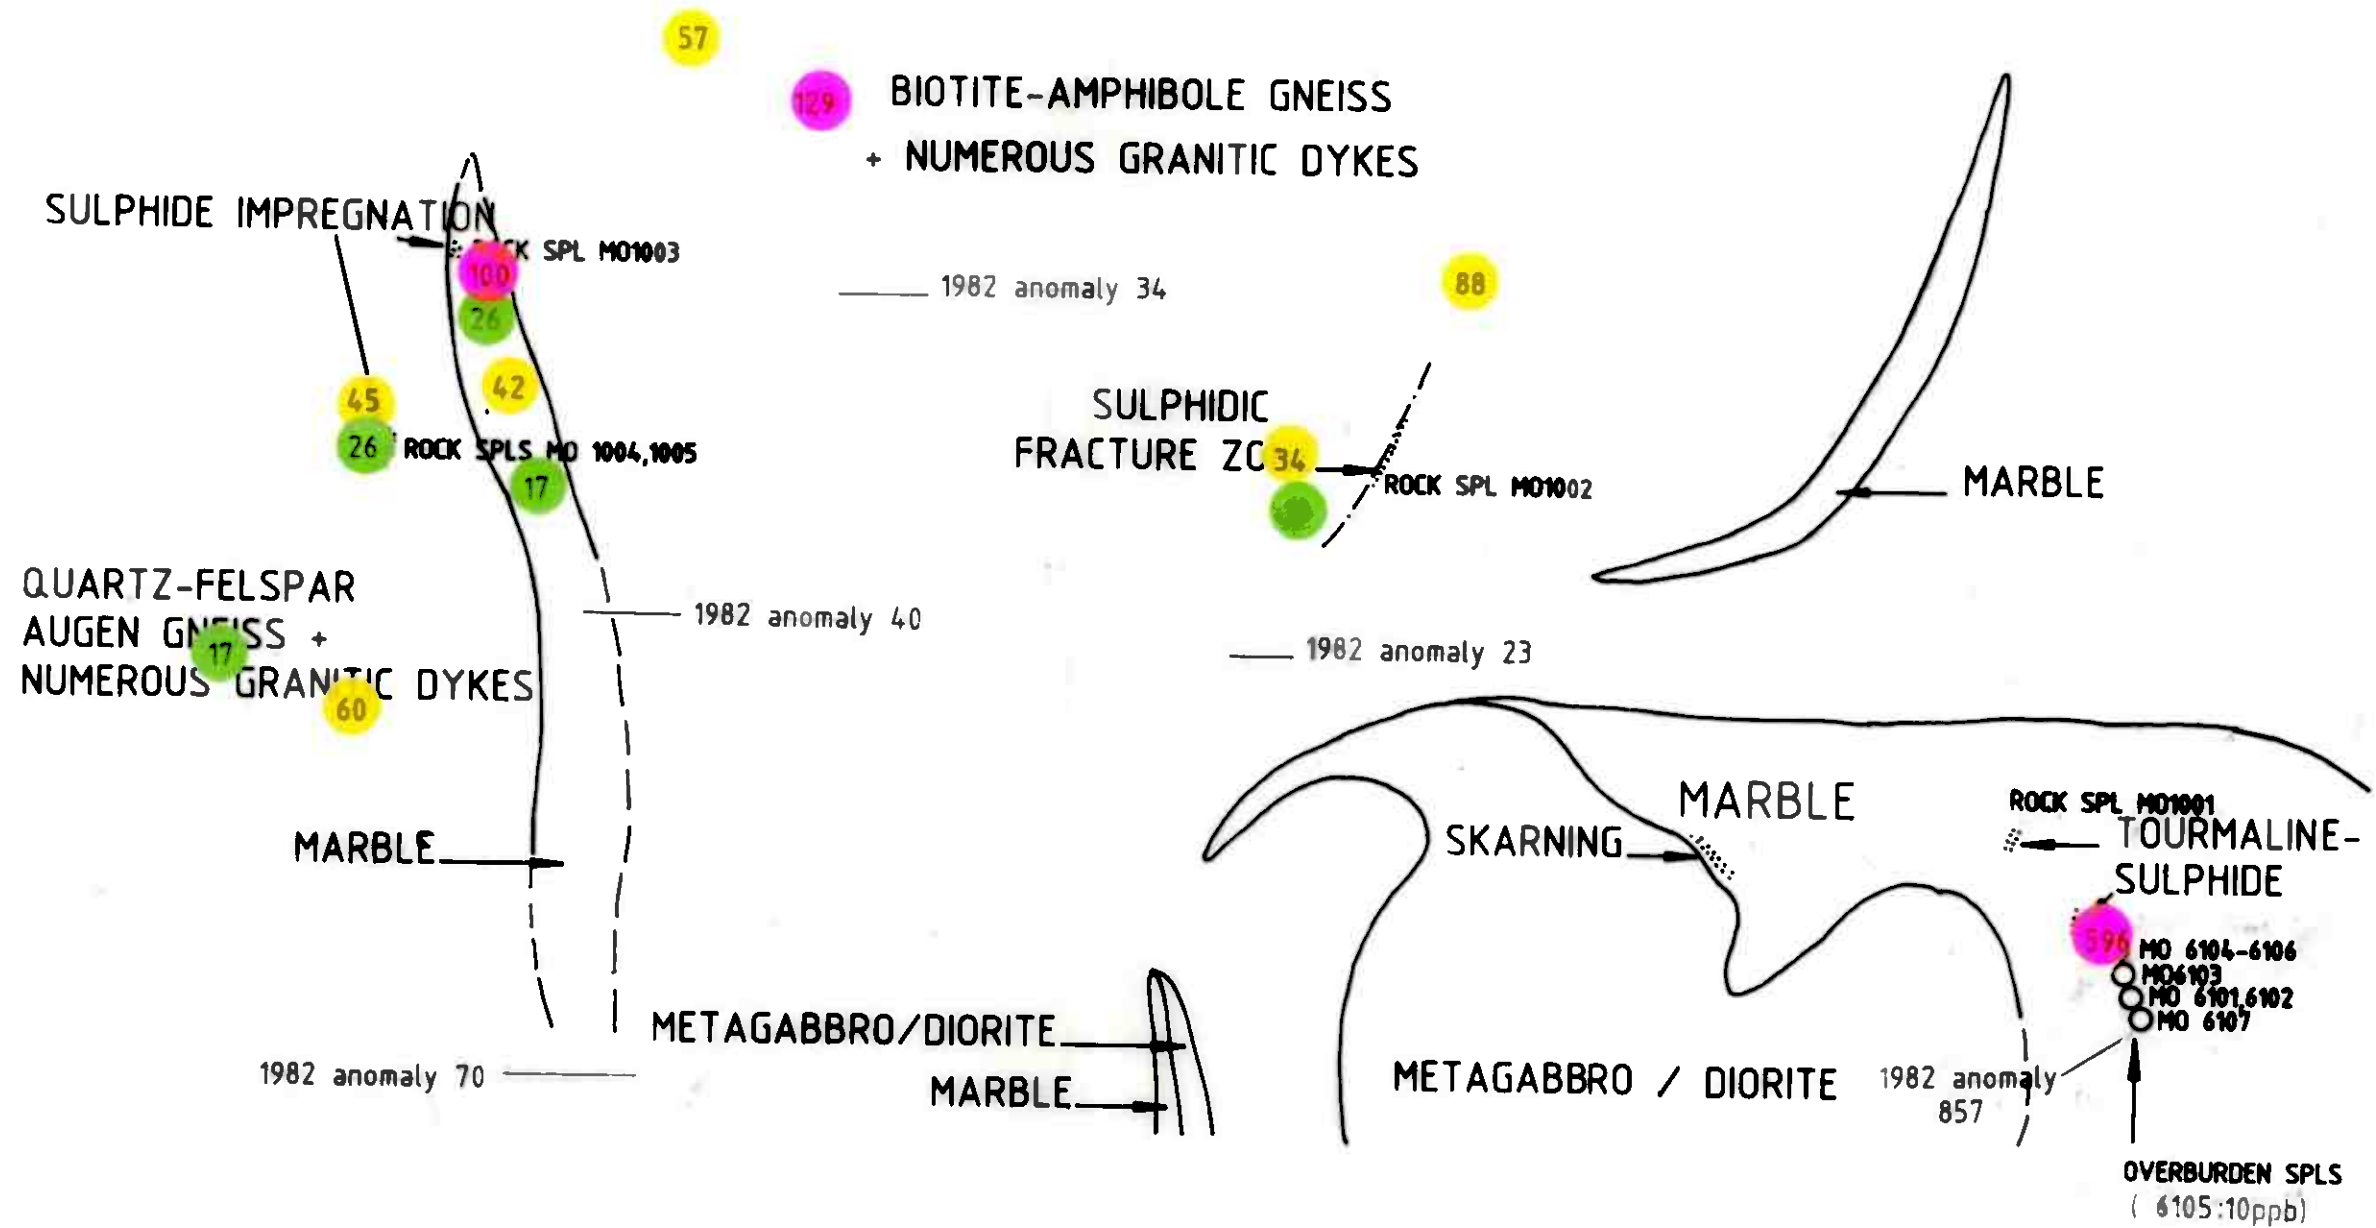 57
129
BIOTITE-AMPHIBOLE GNEISS
+ NUMEROUS GRANITIC DYKES
SULPHIDE IMPREGNATION
SPL MO1003
100
26
1982 anomaly 34
88
45
42
SULPHIDIC
FRACTURE
34
26
ROCK SPLS MO 1004,1005
17
ROCK SPL MO1002
MARBLE
QUARTZ-FELSPAR
AUGEN GNEISS +
17
NUMEROUS GRANITIC DYKES
60
1982 anomaly 40
1982 anomaly 23
MARBLE
MARBLE
SKARNING
ROCK SPL MO1001
TOURMALINE-
SULPHIDE
596
MO 6104-6106
MO6103
MO 6101,6102
MO 6107
METAGABBRO/DIORITE
MARBLE
1982 anomaly 70
METAGABBRO / DIORITE
1982 anomaly
857
OVERBURDEN SPLS
( 6105:10ppb)